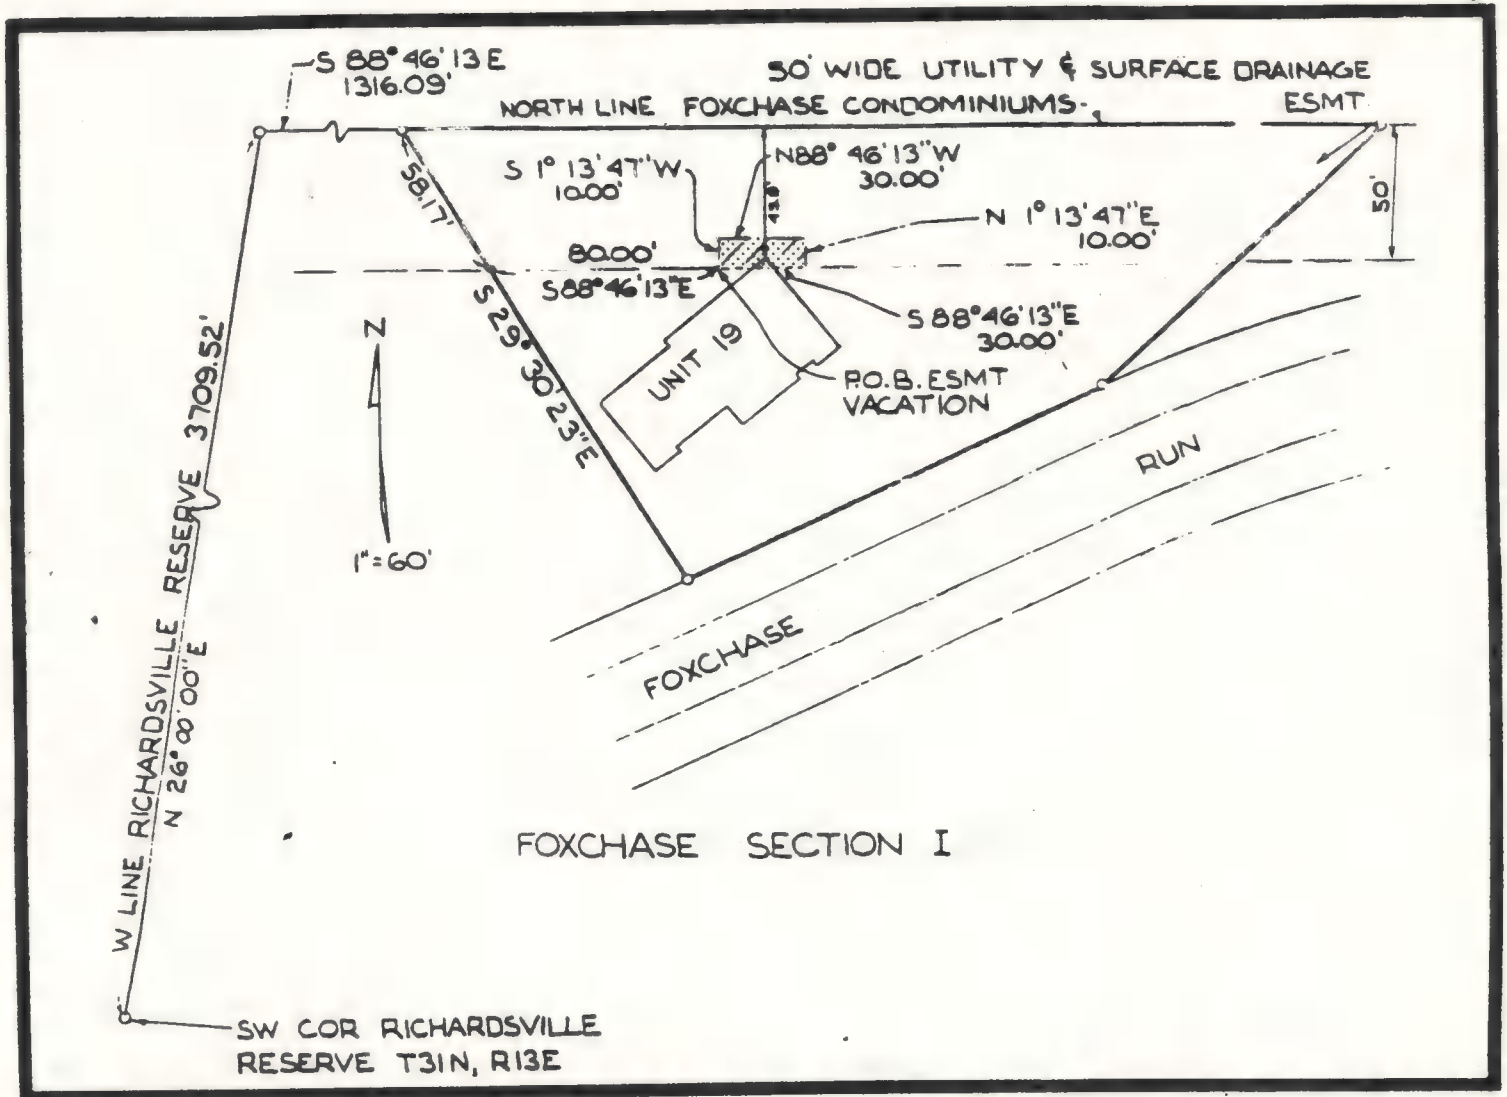 S 88° 46' 13 E
1316.09'
50' WIDE UTILITY & SURFACE DRAINAGE
ESMT.
NORTH LINE FOXCHASE CONDOMINIUMS
58.17'
S 1° 13' 47" W
10.00'
N88° 46' 13" W
30.00'
N 1° 13' 47" E
10.00'
50'
80.00'
S88° 46' 13" E
S 88° 46' 13" E
30.00'
S 29° 30' 23" E
UNIT 19
P.O.B. ESMT
VACATION
N
1" = 60'
W LINE RICHARDSVILLE RESERVE 3709.52'
N 26° 00' 00" E
FOXCHASE RUN
FOXCHASE SECTION I
SW COR RICHARDSVILLE
RESERVE T31N, R13E